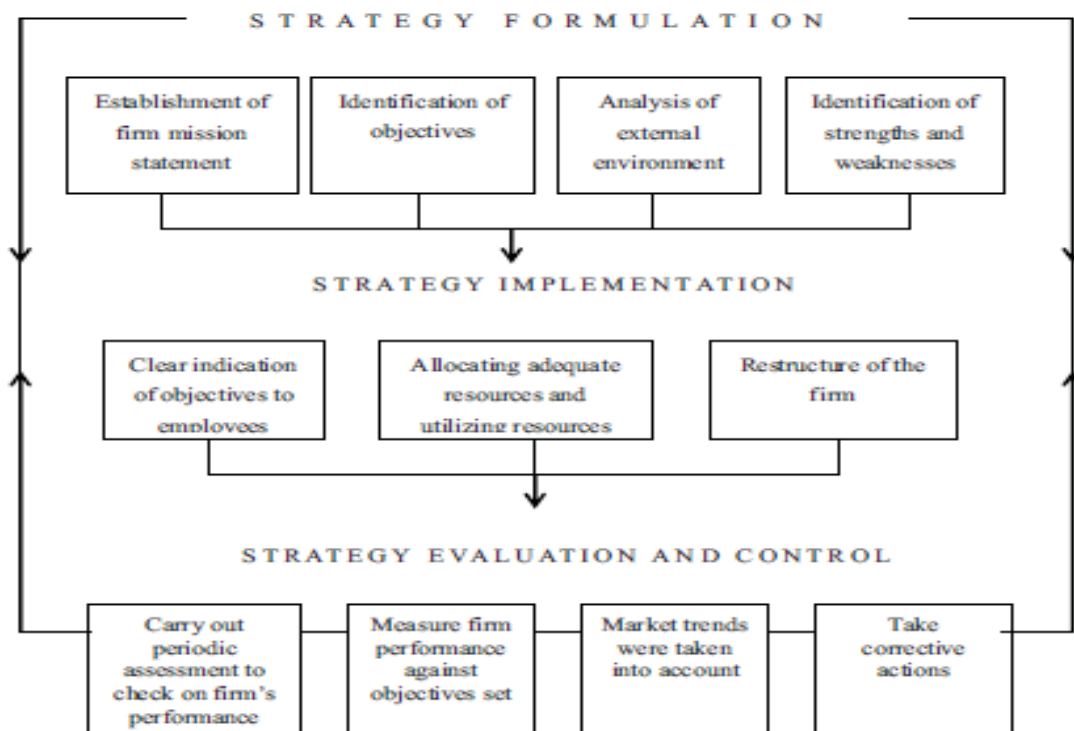 STRATEGY FORMULATION
Establishment of
firm mission
statement
Identification of
objectives
Analysis of
external
environment
Identification of
strengths and
weaknesses
STRATEGY IMPLEMENTATION
Clear indication
of objectives to
employees
Allocating adequate
resources and
utilizing resources
Restructure of the
firm
STRATEGY EVALUATION AND CONTROL
Carry out
periodic
assessment to
check on firm's
performance
Measure firm
performance
against
objectives set
Market trends
were taken
into account
Take
corrective
actions